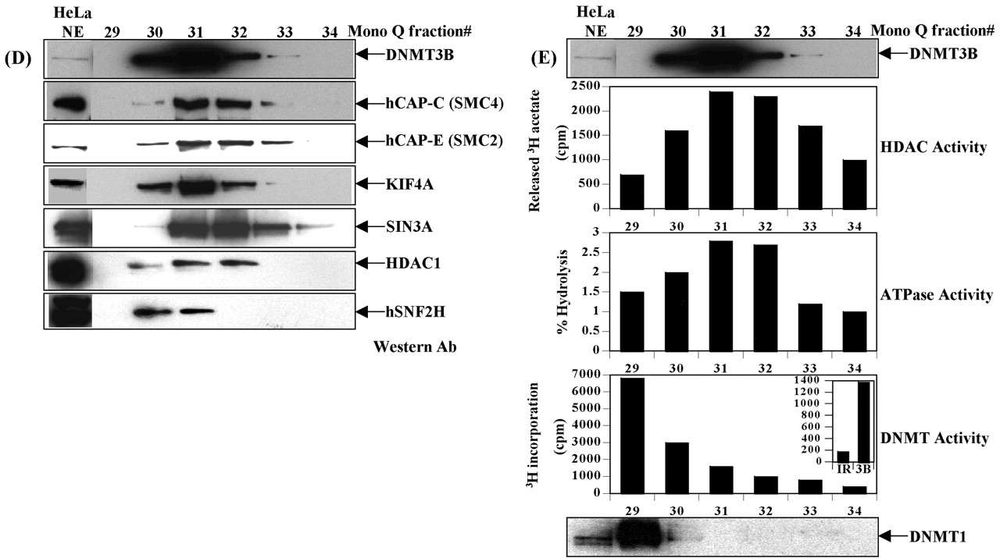 HeLa
NE 29 30 31 32 33 34 Mono Q fraction#
(D)
DNMT3B
hCAP-C (SMC4)
hCAP-E (SMC2)
KIF4A
SIN3A
HDAC1
hSNF2H
Western Ab
HeLa
NE 29 30 31 32 33 34 Mono Q fraction#
(E)
DNMT3B
Released ³H acetate
(cpm)
2500
2000
1500
1000
500
0
HDAC Activity
29 30 31 32 33 34
% Hydrolysis
3
2.5
2
1.5
1
0.5
0
ATPase Activity
29 30 31 32 33 34
³H incorporation
(cpm)
7000
6000
5000
4000
3000
2000
1000
0
1400
1200
1000
800
600
400
200
0
IR 3B
DNMT Activity
29 30 31 32 33 34
DNMT1